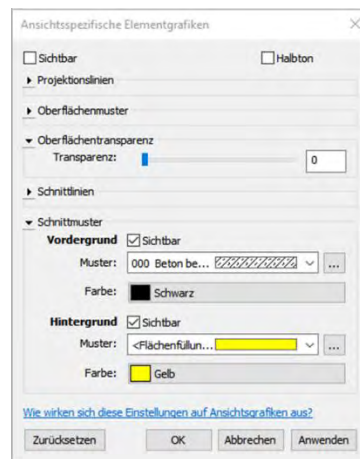 Ansichtsspezifische Elementgrafiken
Sichtbar Halbton
Projektionslinien
Oberflächenmuster
Oberflächentransparenz
Transparenz: 0
Schnittlinien
Schnittmuster
Vordergrund Sichtbar
Muster: 000 Beton be... ...
Farbe: Schwarz
Hintergrund Sichtbar
Muster: <Flächenfüllun... ...
Farbe: Gelb
Wie wirken sich diese Einstellungen auf Ansichtsgrafiken aus?
Zurücksetzen OK Abbrechen Anwenden